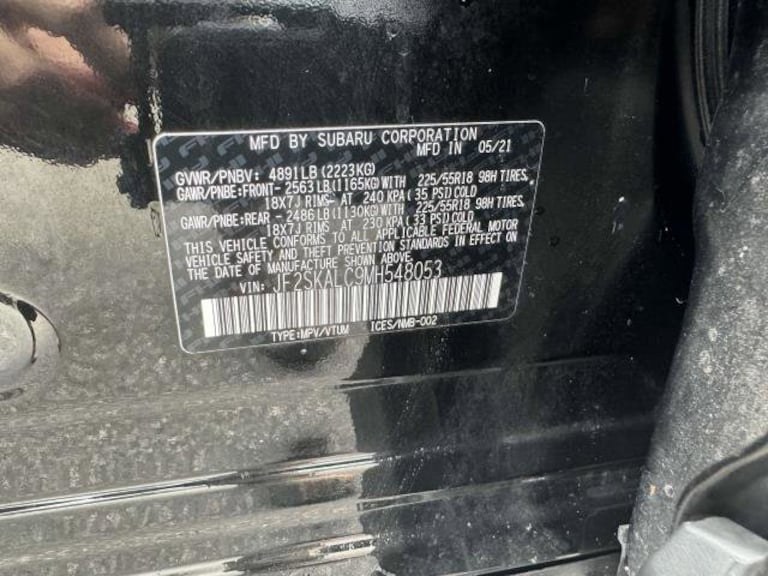 MFD BY SUBARU CORPORATION
MFD IN 05/21
GVWR/PNBV: 4891LB(2223KG)
GAWR/PNBE:FRONT- 2563LB(1165KG)WITH 225/55R18 98H TIRES,
18X7J RIMS- AT 240 KPA(35 PSI)COLD
GAWR/PNBE:REAR - 2486LB(1130KG)WITH 225/55R18 98H TIRES,
18X7J RIMS AT 230 KPA(33 PSI)COLD
THIS VEHICLE CONFORMS TO ALL APPLICABLE FEDERAL MOTOR
VEHICLE SAFETY AND THEFT PREVENTION STANDARDS IN EFFECT ON
THE DATE OF MANUFACTURE SHOWN ABOVE.
VIN: JF2SKALC9MH548053
TYPE:MPV/VTUM ICES/NMB-002